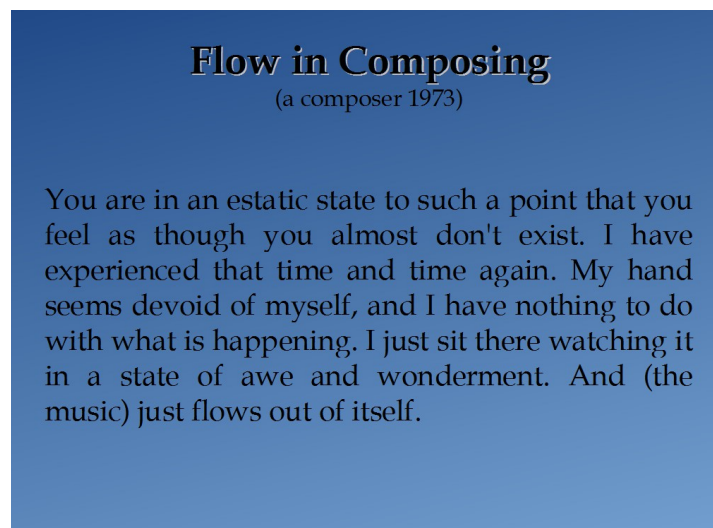 Flow in Composing
(a composer 1973)
You are in an estatic state to such a point that you
feel as though you almost don't exist. I have
experienced that time and time again. My hand
seems devoid of myself, and I have nothing to do
with what is happening. I just sit there watching it
in a state of awe and wonderment. And (the
music) just flows out of itself.